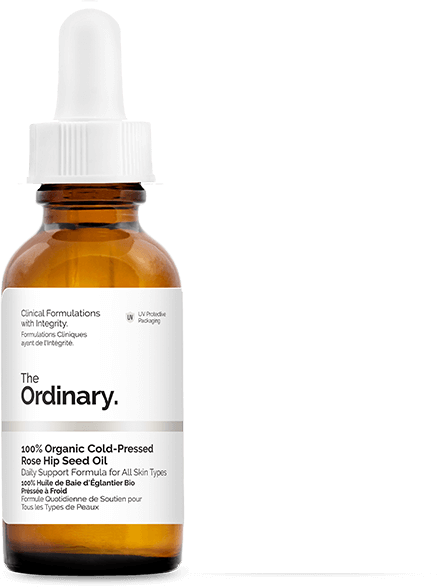 Clinical Formulations
with Integrity.
Formulations Cliniques
ayant de l'Intégrité.
UV
UV Protective
Packaging
The
Ordinary.
100% Organic Cold-Pressed
Rose Hip Seed Oil
Daily Support Formula for All Skin Types
100% Huile de Baie d'Églantier Bio
Pressée à Froid
Formule Quotidienne de Soutien pour
Tous les Types de Peaux